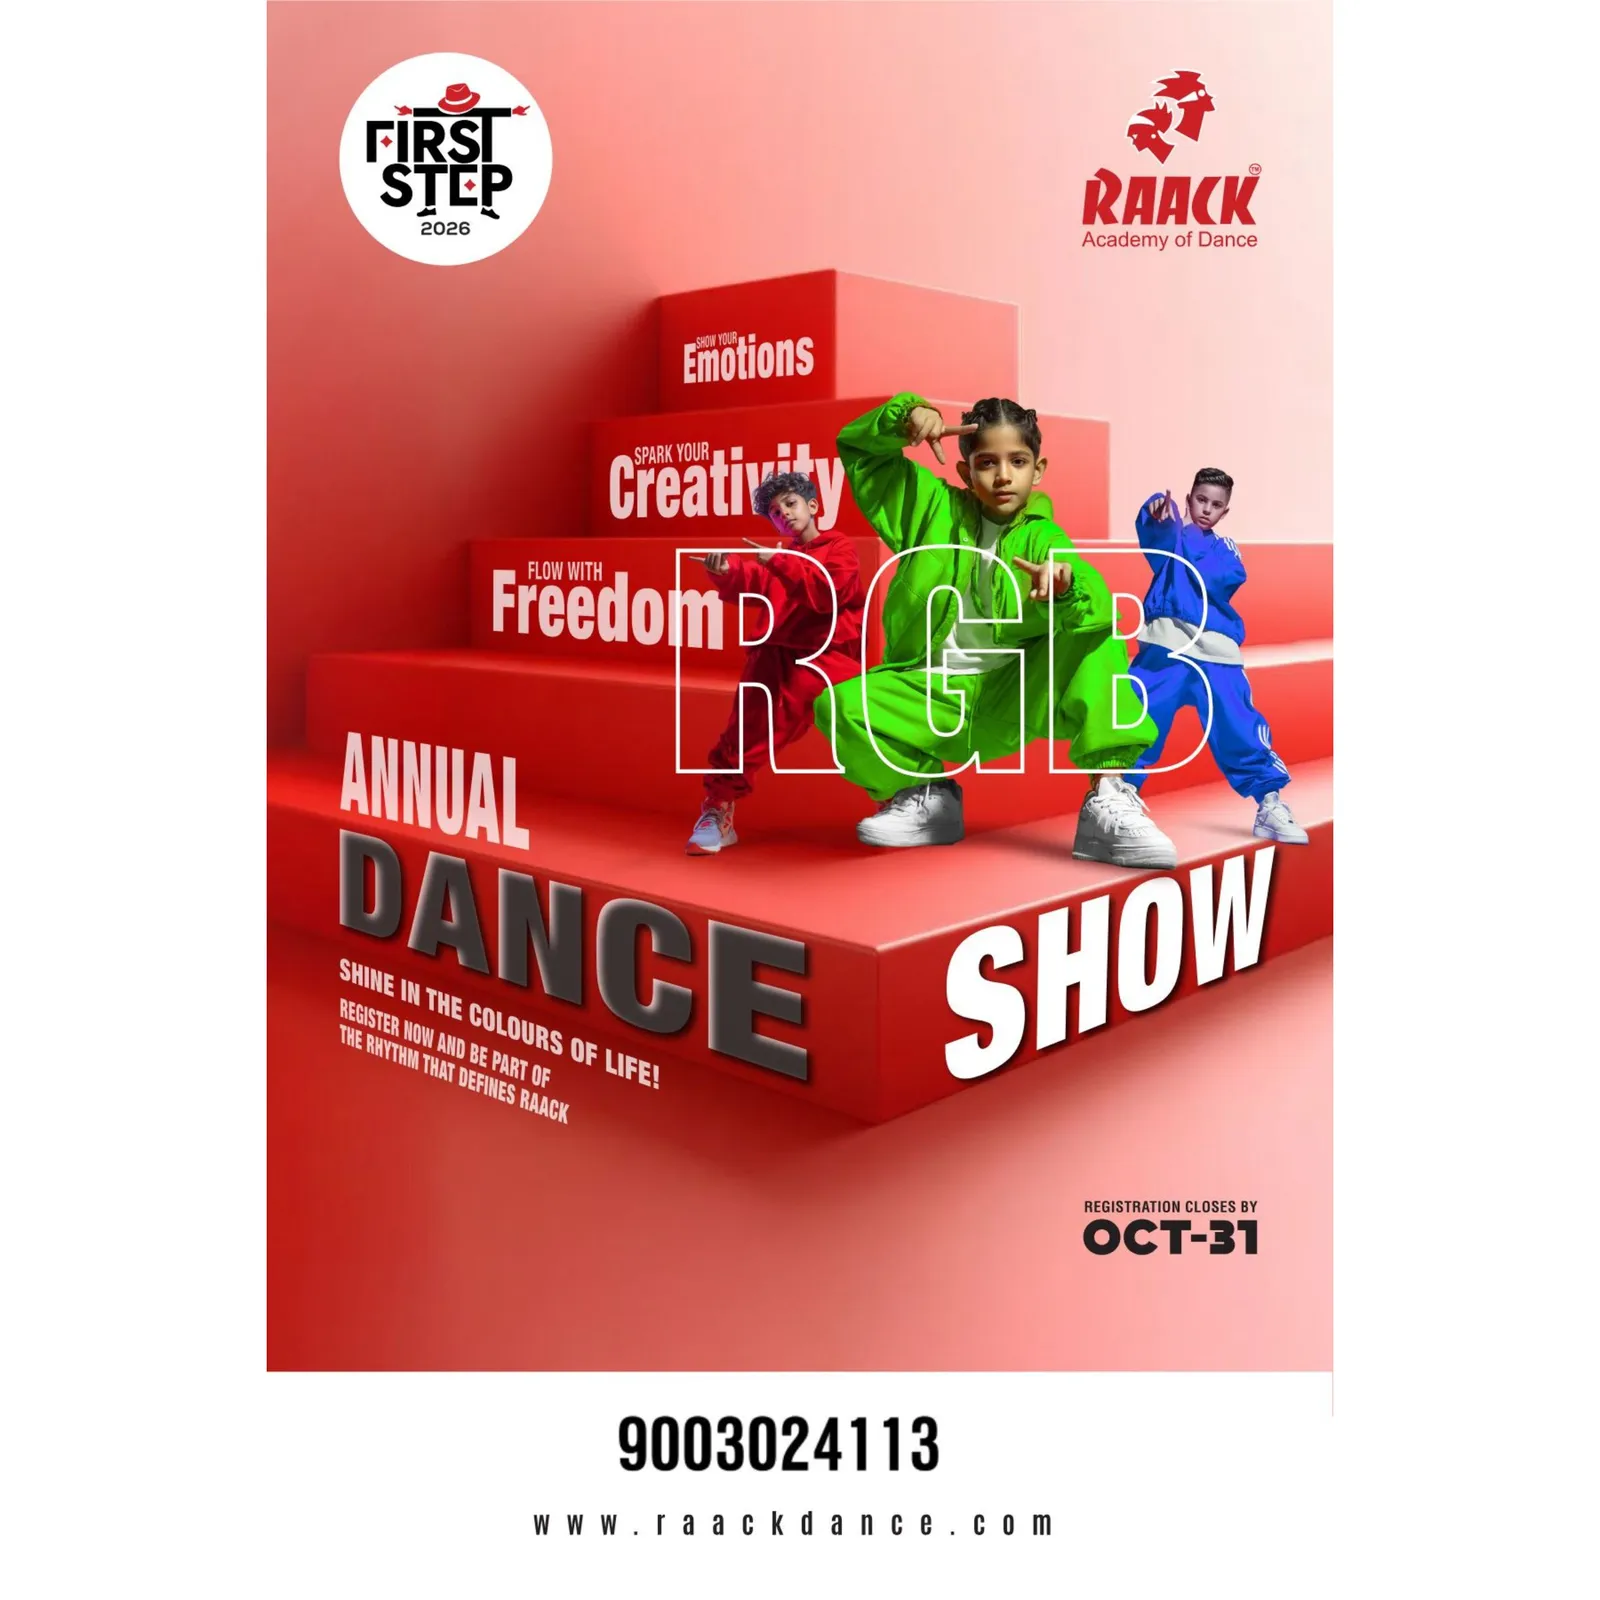 FIRST
STEP
2026
RAACK™
Academy of Dance
SHOW YOUR
Emotions
SPARK YOUR
Creativity
FLOW WITH
Freedom
RGB
ANNUAL
DANCE
SHOW
SHINE IN THE COLOURS OF LIFE!
REGISTER NOW AND BE PART OF
THE RHYTHM THAT DEFINES RAACK
REGISTRATION CLOSES BY
OCT-31
9003024113
www.raackdance.com